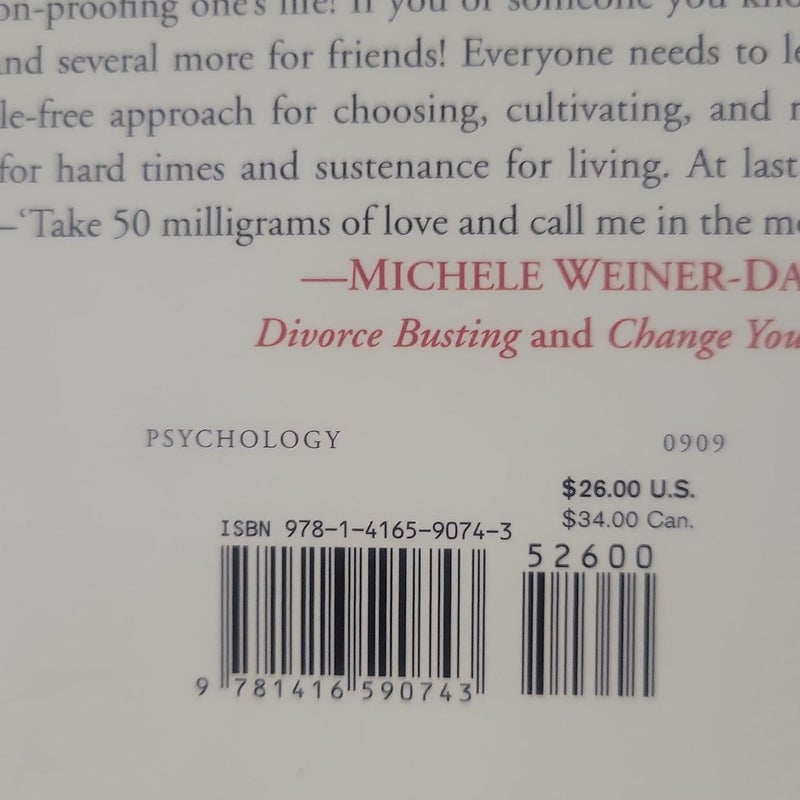 on-proofing one's life! If you or someone you kno
and several more for friends! Everyone needs to le
le-free approach for choosing, cultivating, and
for hard times and sustenance for living. At last
–‘Take 50 milligrams of love and call me in the mo
—MICHELE WEINER-DA
Divorce Busting and Change You
PSYCHOLOGY 0909
$26.00 U.S.
$34.00 Can.
ISBN 978-1-4165-9074-3
52600
9 781416 590743